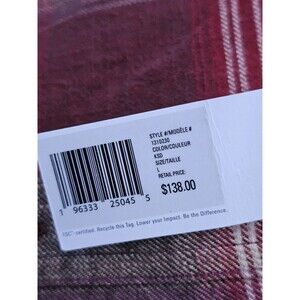 STYLE #/MODÈLE #
1310230
COLOR/COULEUR
KSD
SIZE/TAILLE
L
RETAIL PRICE:
$138.00
1 96333 25045 5
FSC® certified. Recycle this Tag. Lower your Impact. Be the Difference.